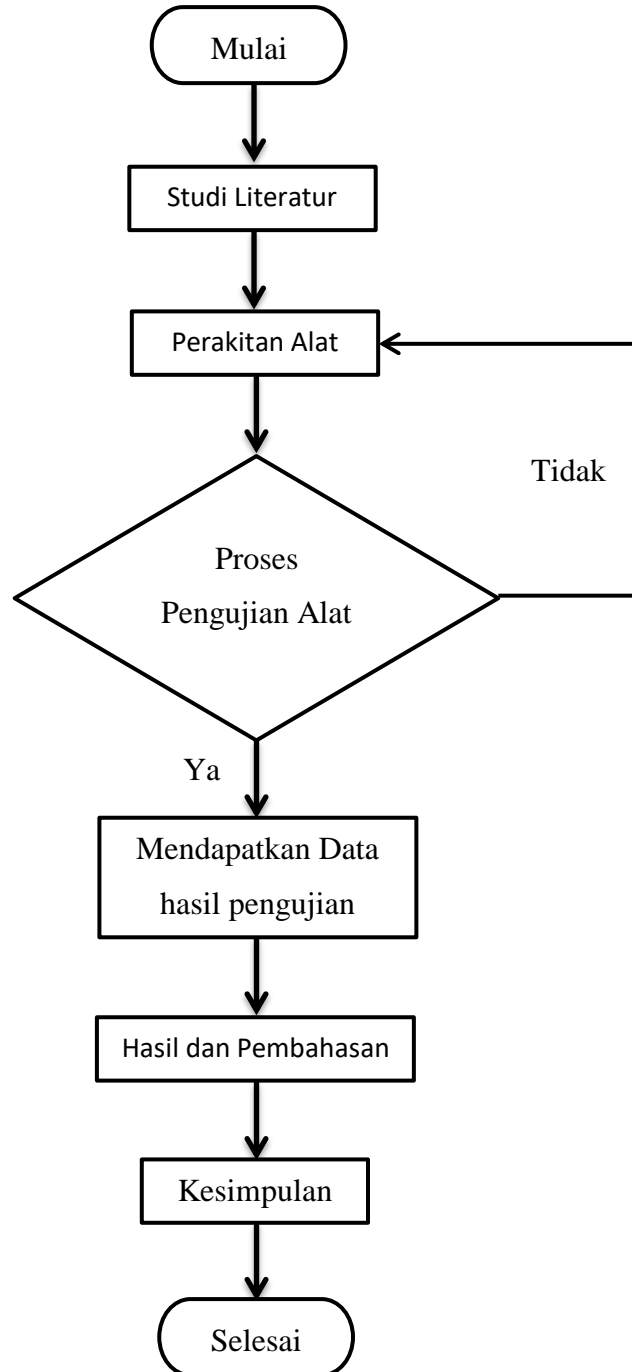 Mulai
Studi Literatur
Perakitan Alat
Tidak
Proses
Pengujian Alat
Ya
Mendapatkan Data
hasil pengujian
Hasil dan Pembahasan
Kesimpulan
Selesai